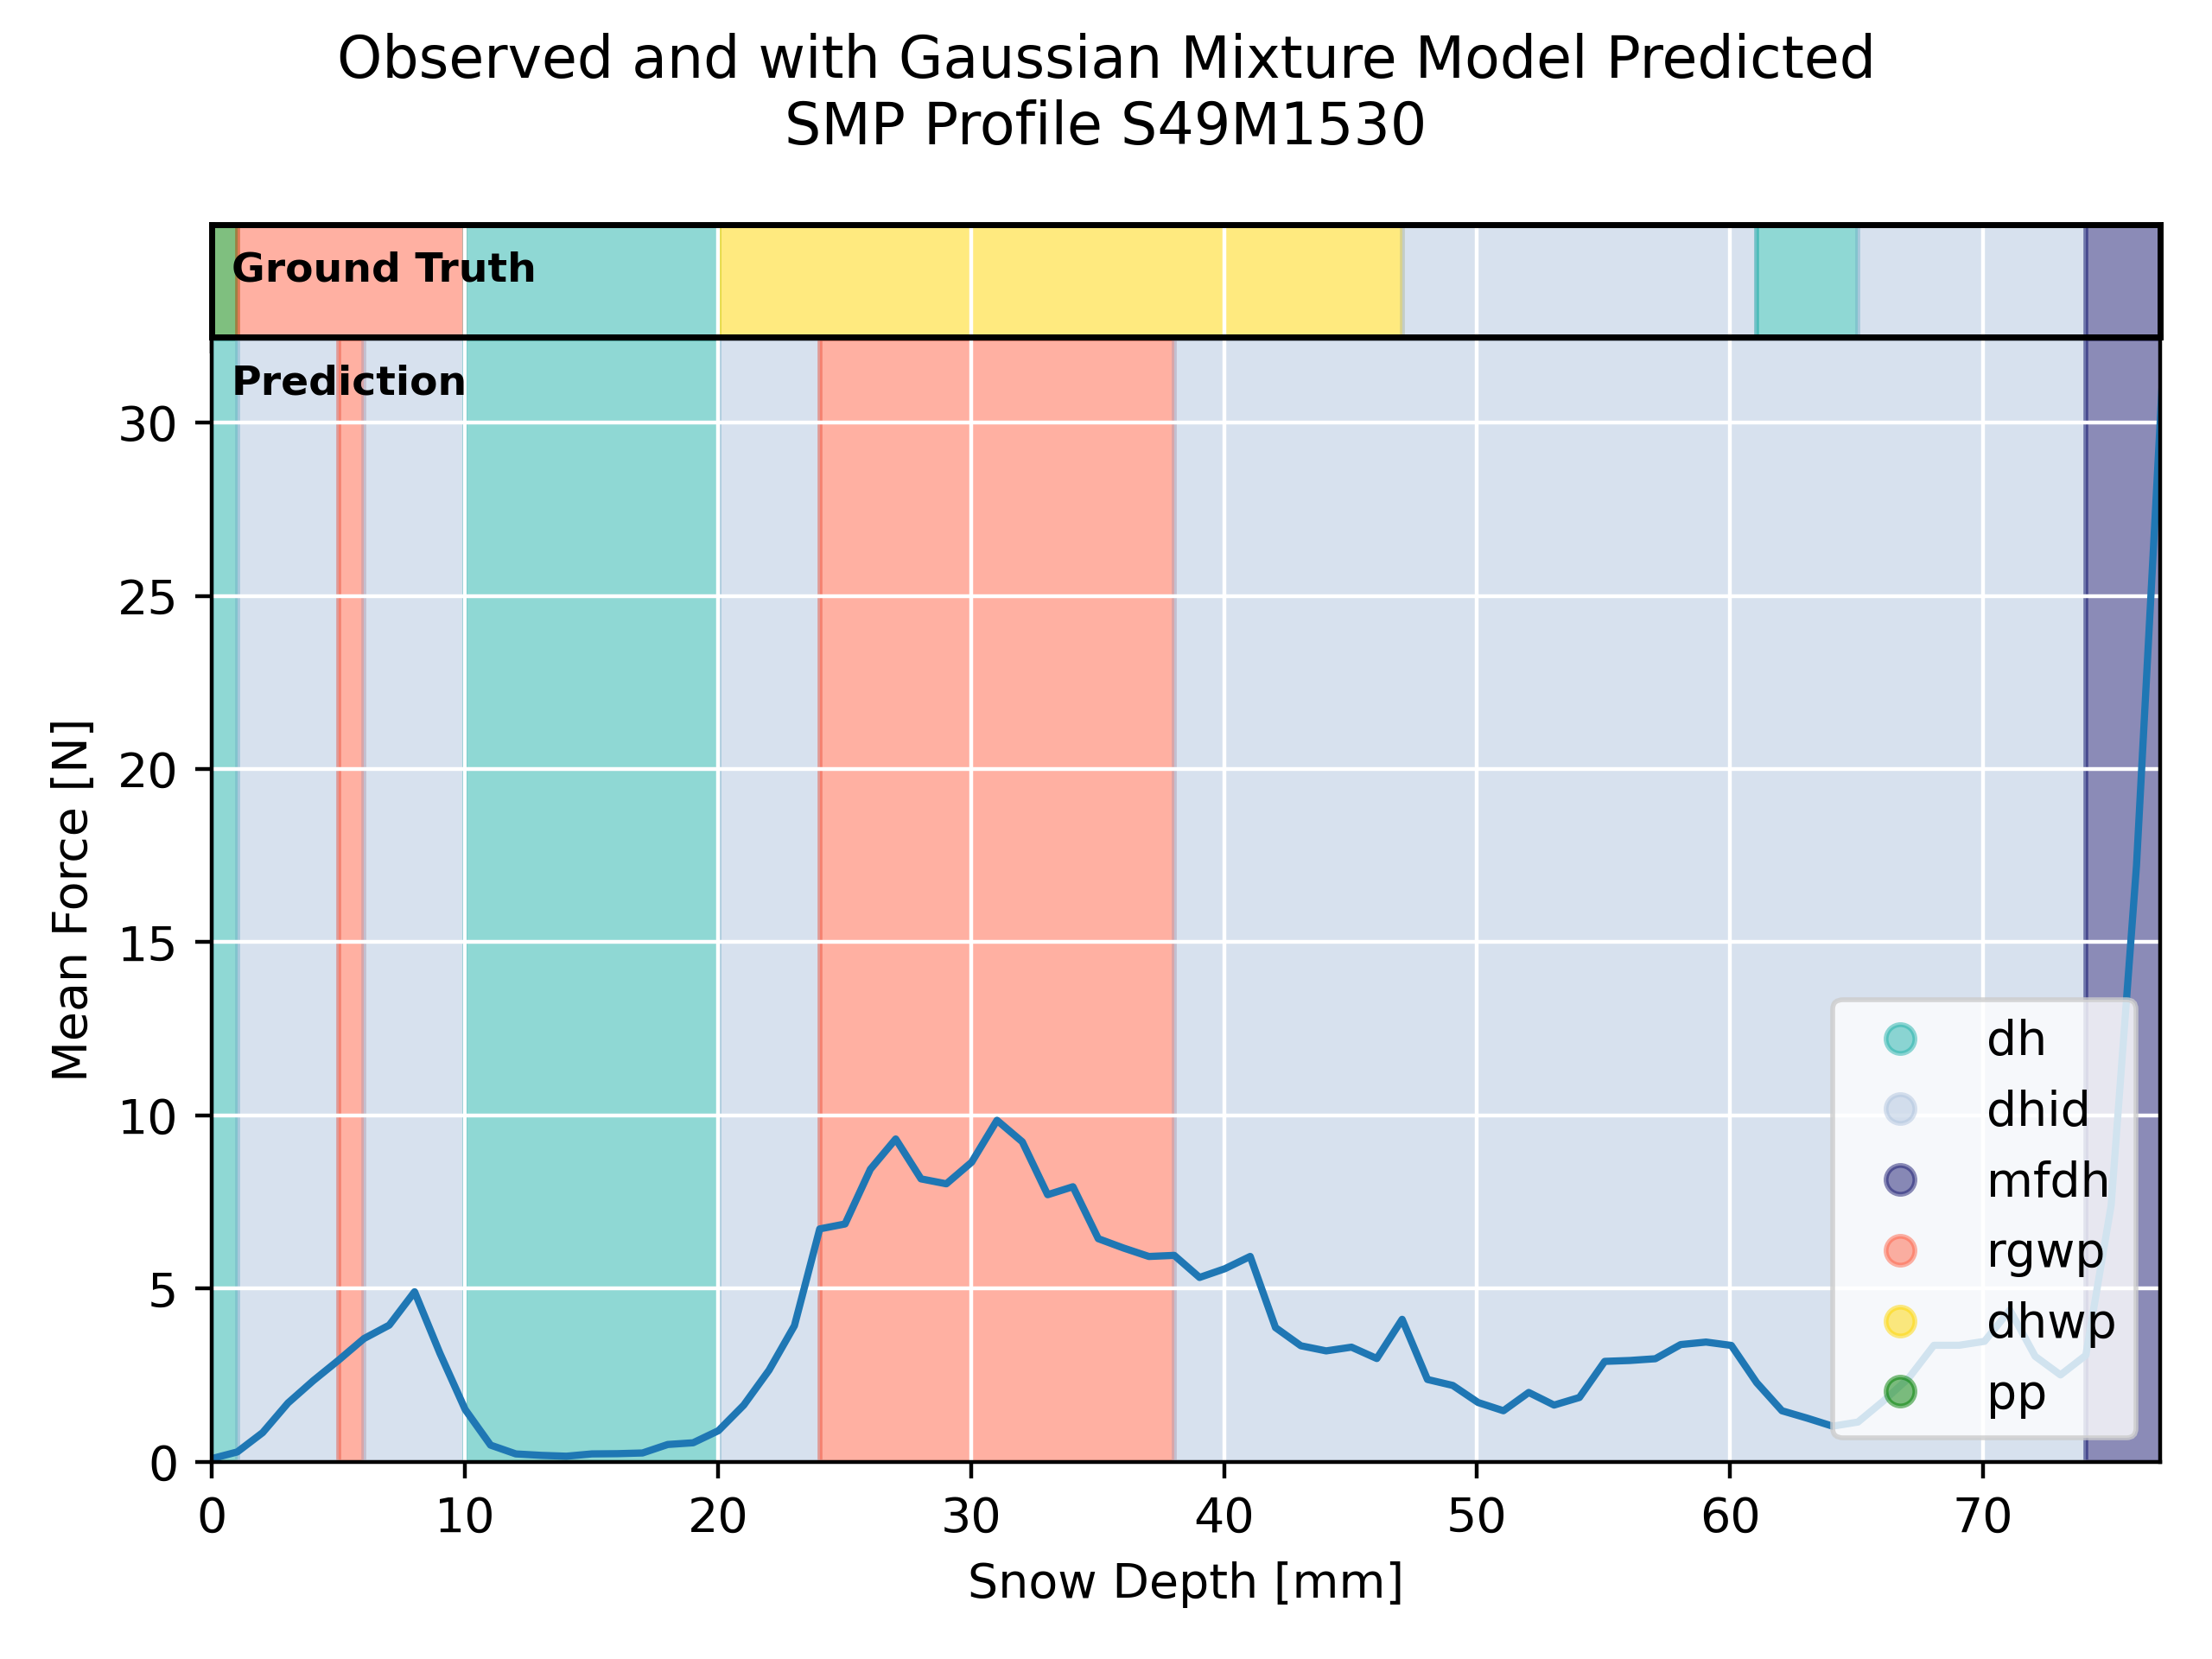 Observed and with Gaussian Mixture Model Predicted
SMP Profile S49M1530
Ground Truth
Prediction
30
25
20
15
10
5
0
Mean Force [N]
dh
dhid
mfdh
rgwp
dhwp
pp
0 10 20 30 40 50 60 70
Snow Depth [mm]